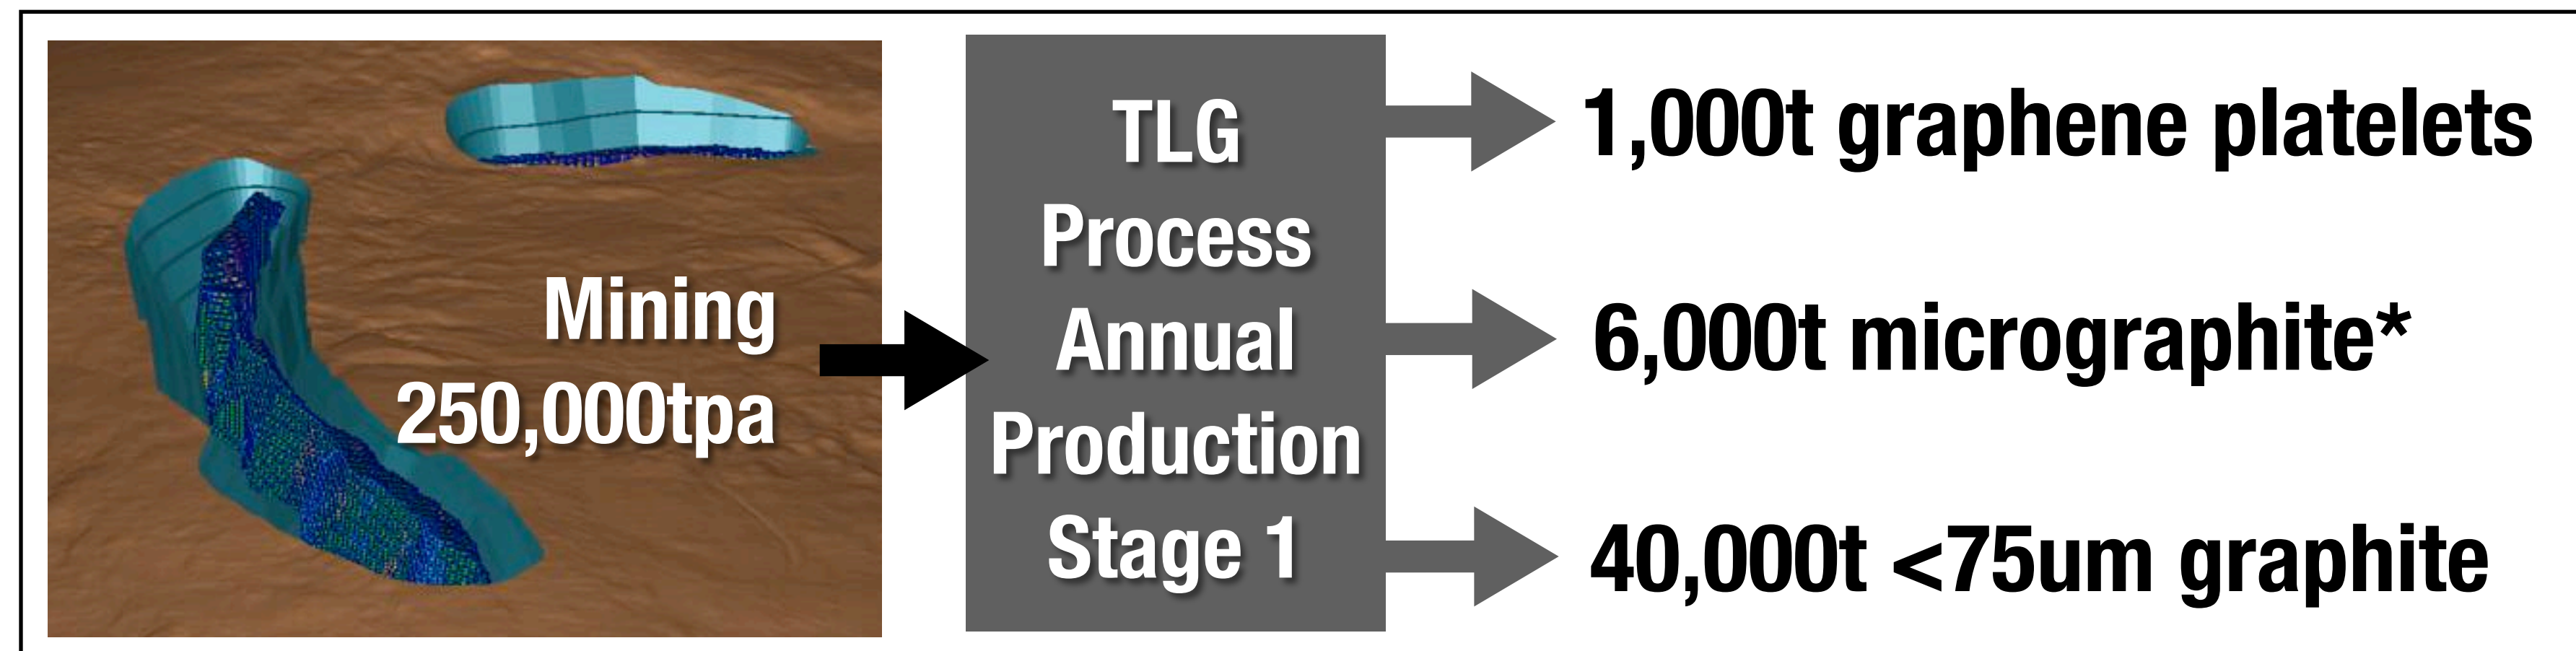 Mining
250,000tpa
TLG
Process
Annual
Production
Stage 1
1,000t graphene platelets
6,000t micrographite*
40,000t <75um graphite